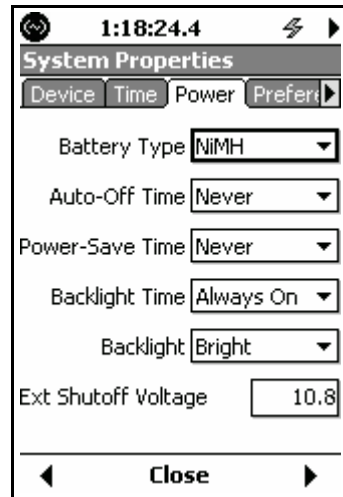 1:18:24.4
System Properties
Device Time Power Prefere
Battery Type NiMH
Auto-Off Time Never
Power-Save Time Never
Backlight Time Always On
Backlight Bright
Ext Shutoff Voltage 10.8
Close